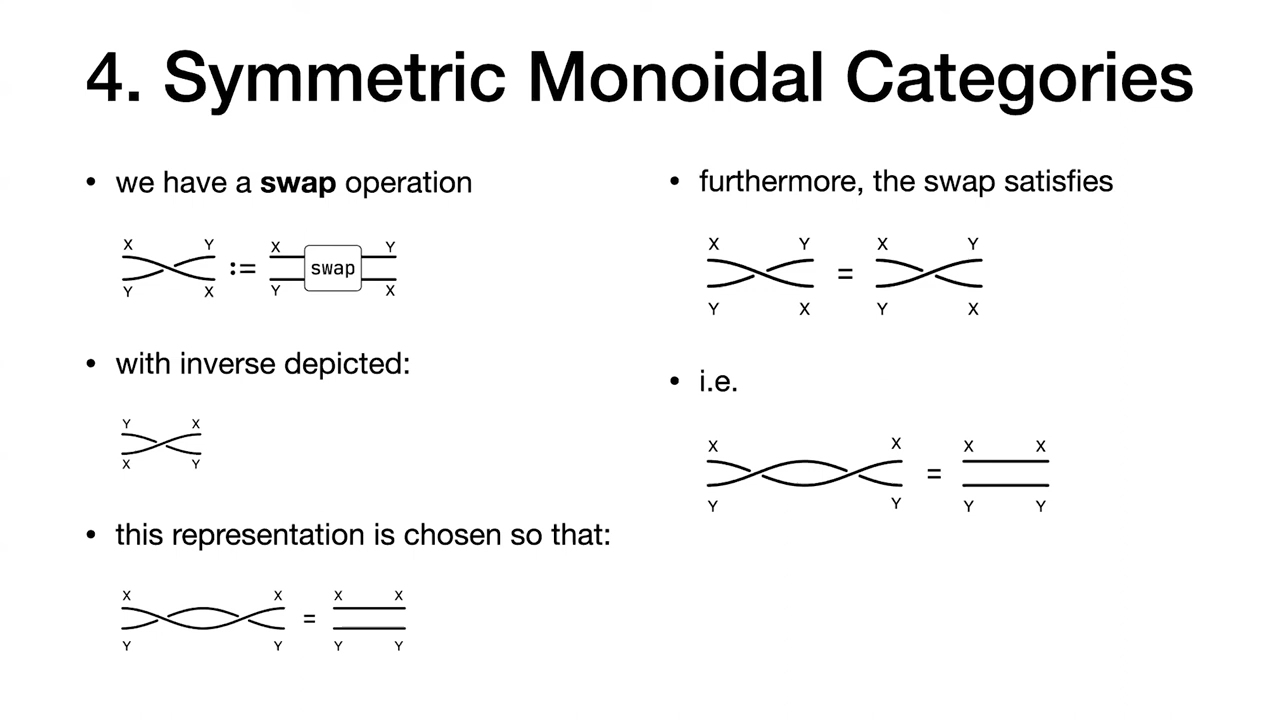 4. Symmetric Monoidal Categories
• we have a swap operation
X Y := X swap Y
Y X Y X
• with inverse depicted:
Y X
X Y
• this representation is chosen so that:
X X = X X
Y Y Y Y
• furthermore, the swap satisfies
X Y = X Y
Y X Y X
• i.e.
X X = X X
Y Y Y Y